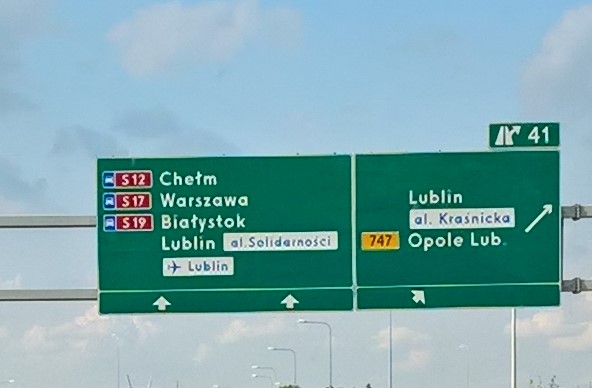 41
S12 Chełm
S17 Warszawa
S19 Białystok
Lublin al. Solidarności
Lublin
Lublin
al. Kraśnicka
747 Opole Lub.